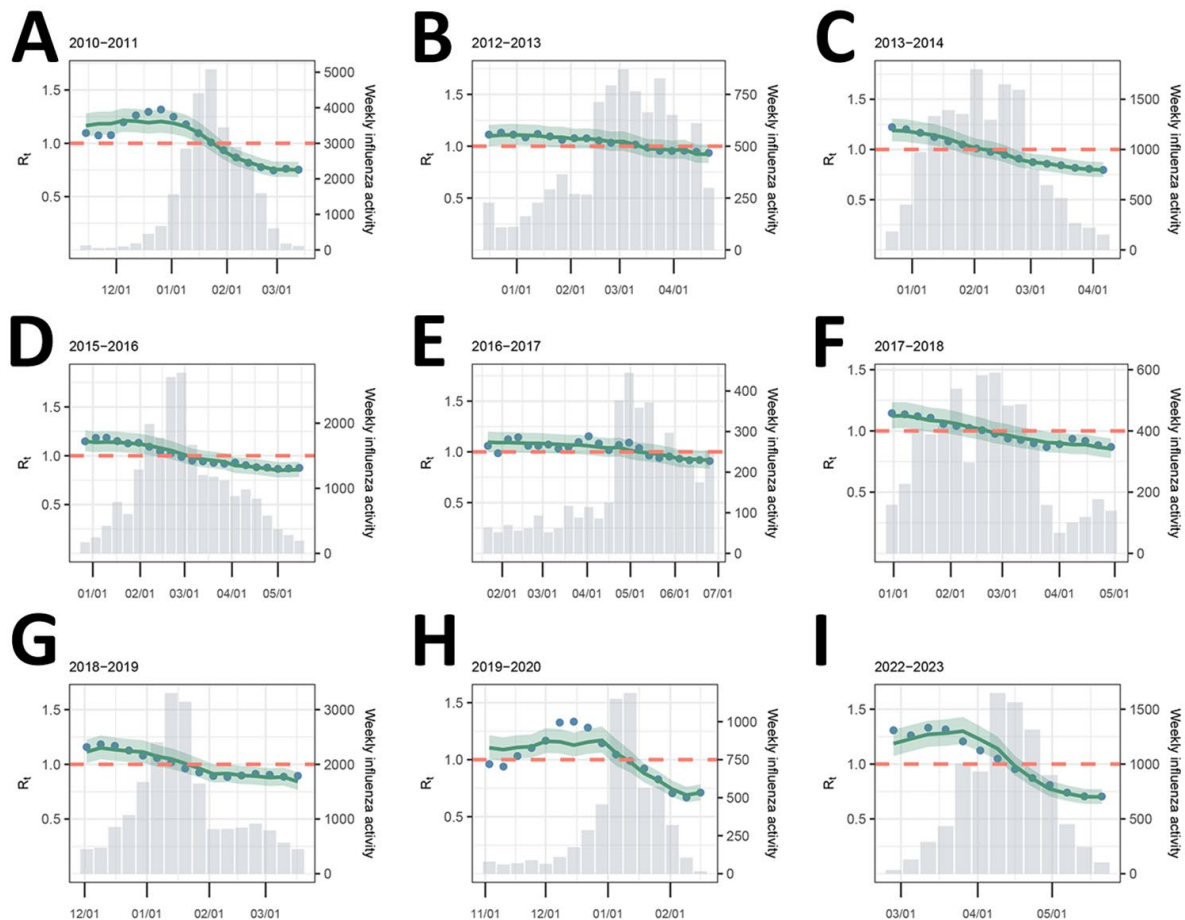 A
2010−2011
1.5
1.0
0.5
Rt
5000
4000
3000
2000
1000
0
Weekly influenza activity
12/01 01/01 02/01 03/01
B
2012−2013
1.5
1.0
0.5
Rt
750
500
250
0
Weekly influenza activity
01/01 02/01 03/01 04/01
C
2013−2014
1.5
1.0
0.5
Rt
1500
1000
500
0
Weekly influenza activity
01/01 02/01 03/01 04/01
D
2015−2016
1.5
1.0
0.5
Rt
2000
1000
0
Weekly influenza activity
01/01 02/01 03/01 04/01 05/01
E
2016−2017
1.5
1.0
0.5
Rt
400
300
200
100
0
Weekly influenza activity
02/01 03/01 04/01 05/01 06/01 07/01
F
2017−2018
1.5
1.0
0.5
Rt
600
400
200
0
Weekly influenza activity
01/01 02/01 03/01 04/01 05/01
G
2018−2019
1.5
1.0
0.5
Rt
3000
2000
1000
0
Weekly influenza activity
12/01 01/01 02/01 03/01
H
2019−2020
1.5
1.0
0.5
Rt
1000
750
500
250
0
Weekly influenza activity
11/01 12/01 01/01 02/01
I
2022−2023
1.5
1.0
0.5
Rt
1500
1000
500
0
Weekly influenza activity
03/01 04/01 05/01